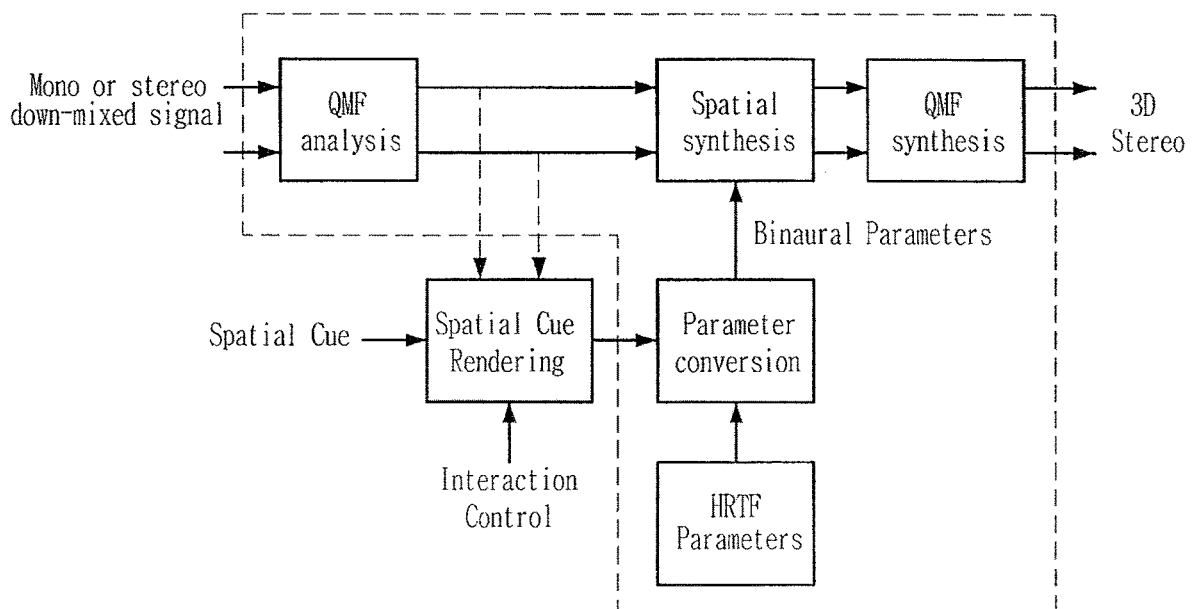 Mono or stereo
down-mixed signal
QMF
analysis
Spatial
synthesis
QMF
synthesis
3D
Stereo
Binaural Parameters
Spatial Cue
Spatial Cue
Rendering
Parameter
conversion
Interaction
Control
HRTF
Parameters